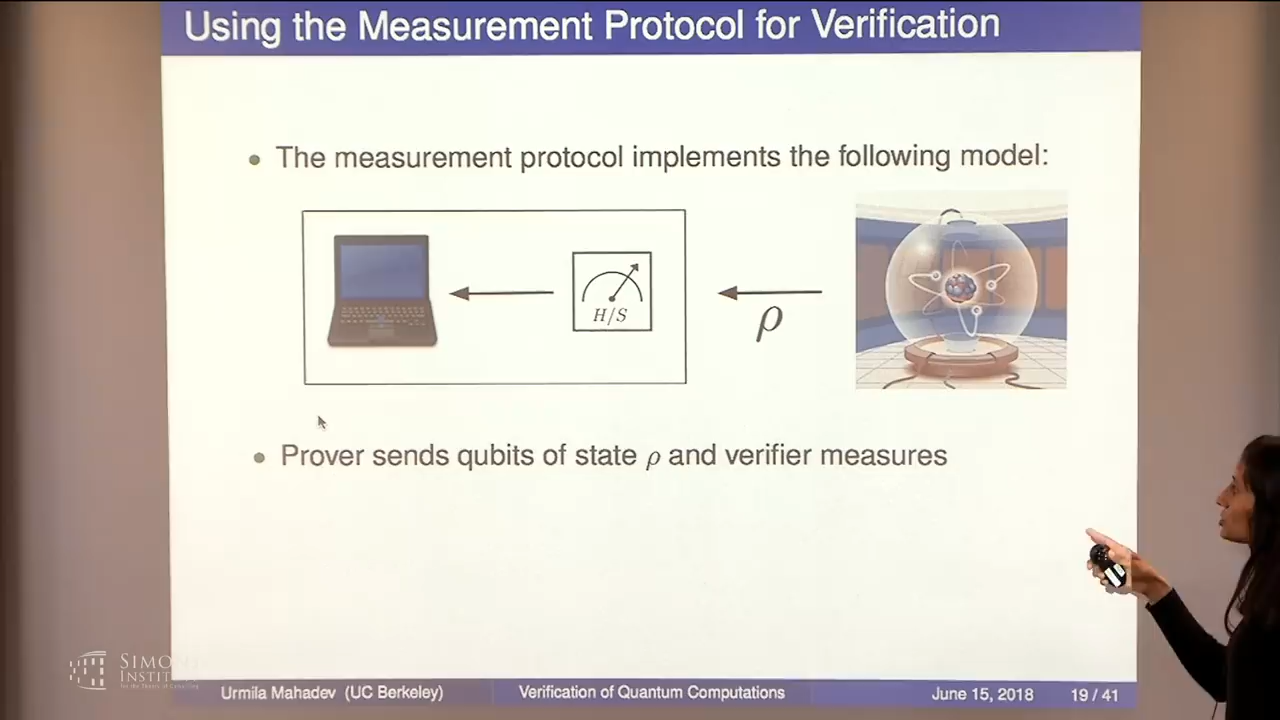 Using the Measurement Protocol for Verification
• The measurement protocol implements the following model:
H/S
ρ
• Prover sends qubits of state ρ and verifier measures
Urmila Mahadev (UC Berkeley) Verification of Quantum Computations June 15, 2018 19 / 41